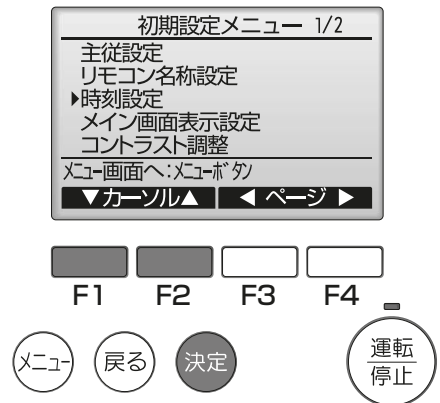 初期設定メニュー 1/2
主従設定
リモコン名称設定
▶時刻設定
メイン画面表示設定
コントラスト調整
メニュー画面へ:メニューボタン
▼カーソル▲ ◀ ページ ▶
F1 F2 F3 F4
メニュー 戻る 決定 運転
停止